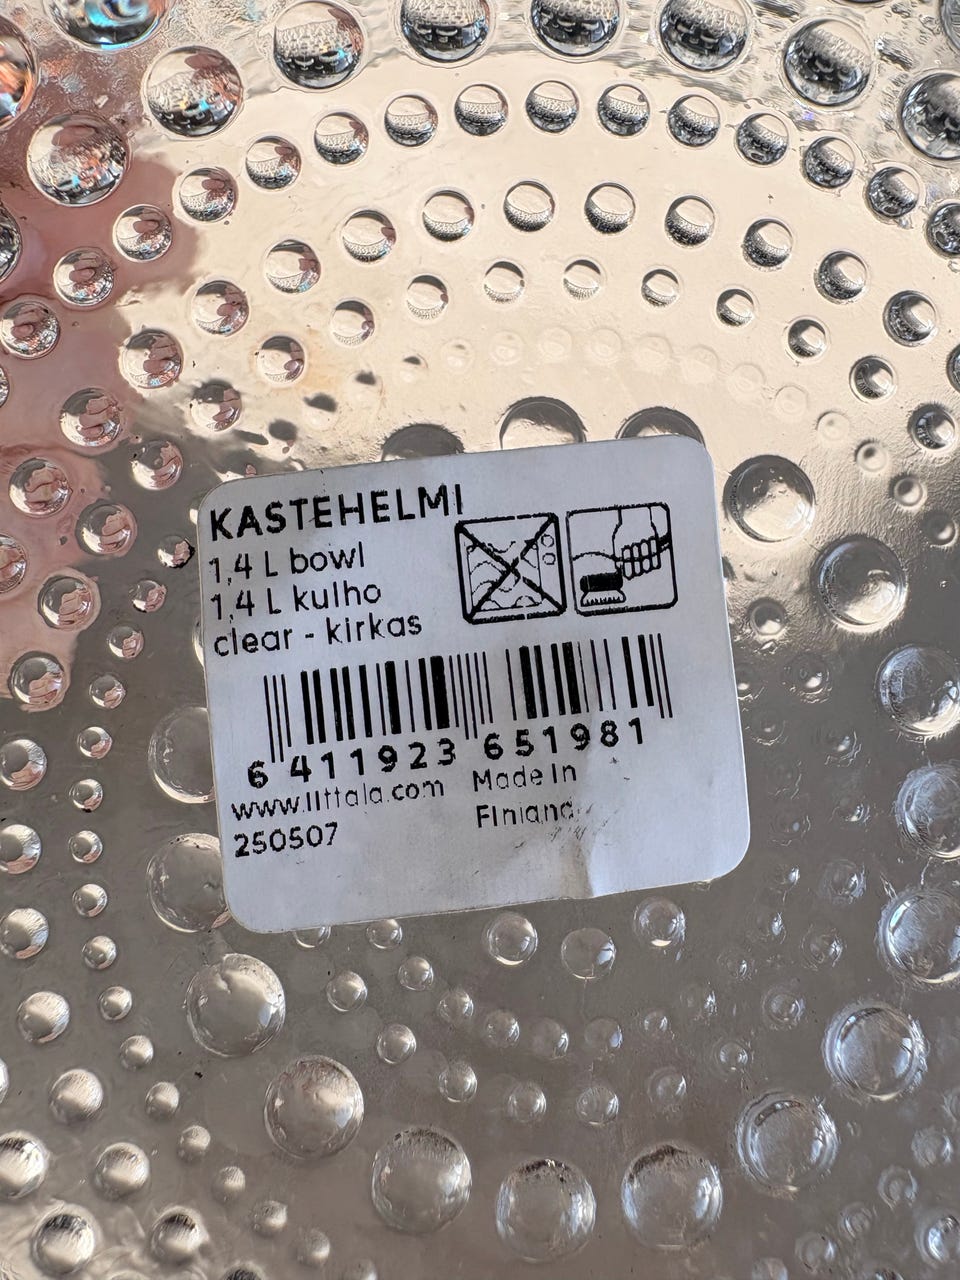 KASTEHELMI
1,4 L bowl
1,4 L kulho
clear - kirkas
6 411923 651981
www.iittala.com
Made in
Finland
250507